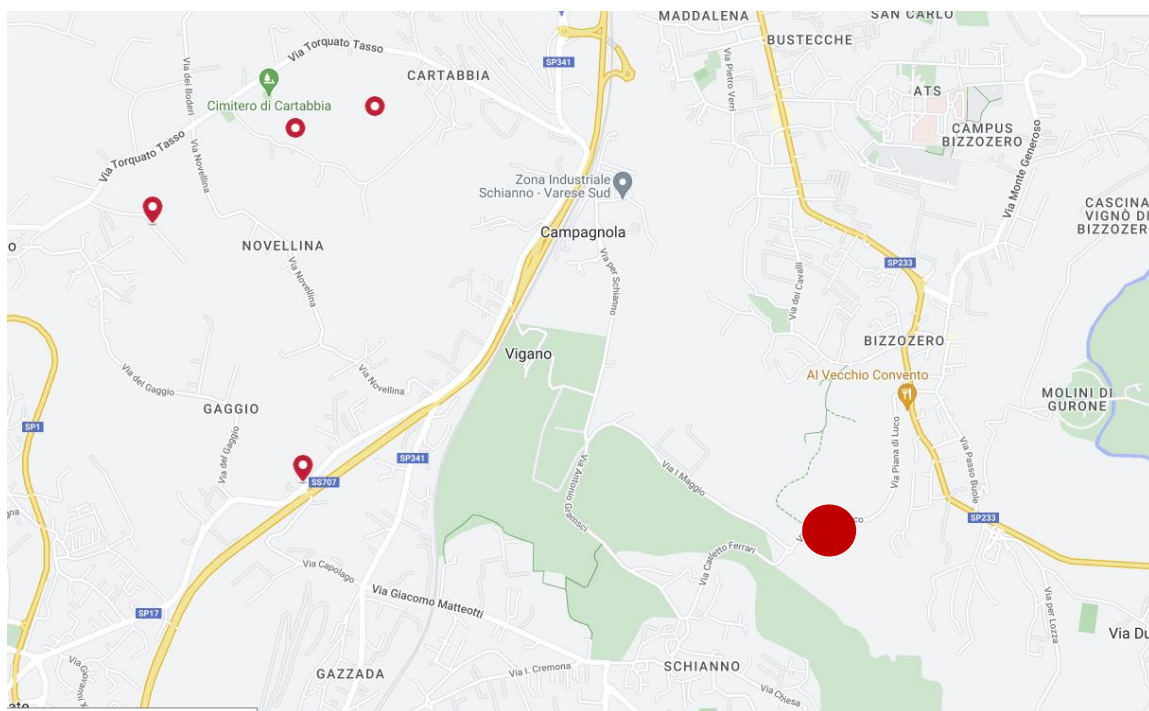 MADDALENA
SAN CARLO
BUSTECCHE
Via Torquato Tasso
SP341
CARTABBIA
Via dei Boderi
Cimitero di Cartabbia
Via Pietro Verri
ATS
CAMPUS
BIZZOZERO
Via Torquato Tasso
Via Novellina
Zona Industriale
Schianno - Varese Sud
Via Monte Generoso
CASCINA
VIGNÒ DI
BIZZOZER
Campagnola
NOVELLINA
Via Novellina
Via per Schianno
Via dei Cavalli
SP233
BIZZOZERO
Vigano
Via Novellina
Al Vecchio Convento
Via del Gaggio
MOLINI DI
GURONE
GAGGIO
SP1
Via del Gaggio
SP341
SS707
Via Piana di Luco
Via Passo Buole
Via I Maggio
Via Antonio Gramsci
SP233
Via Carletto Ferrari
Via Capolago
Via Giacomo Matteotti
SP17
Via per Lozza
Via Du
SCHIANNO
Via I. Cremona
GAZZADA
Via Chiesa